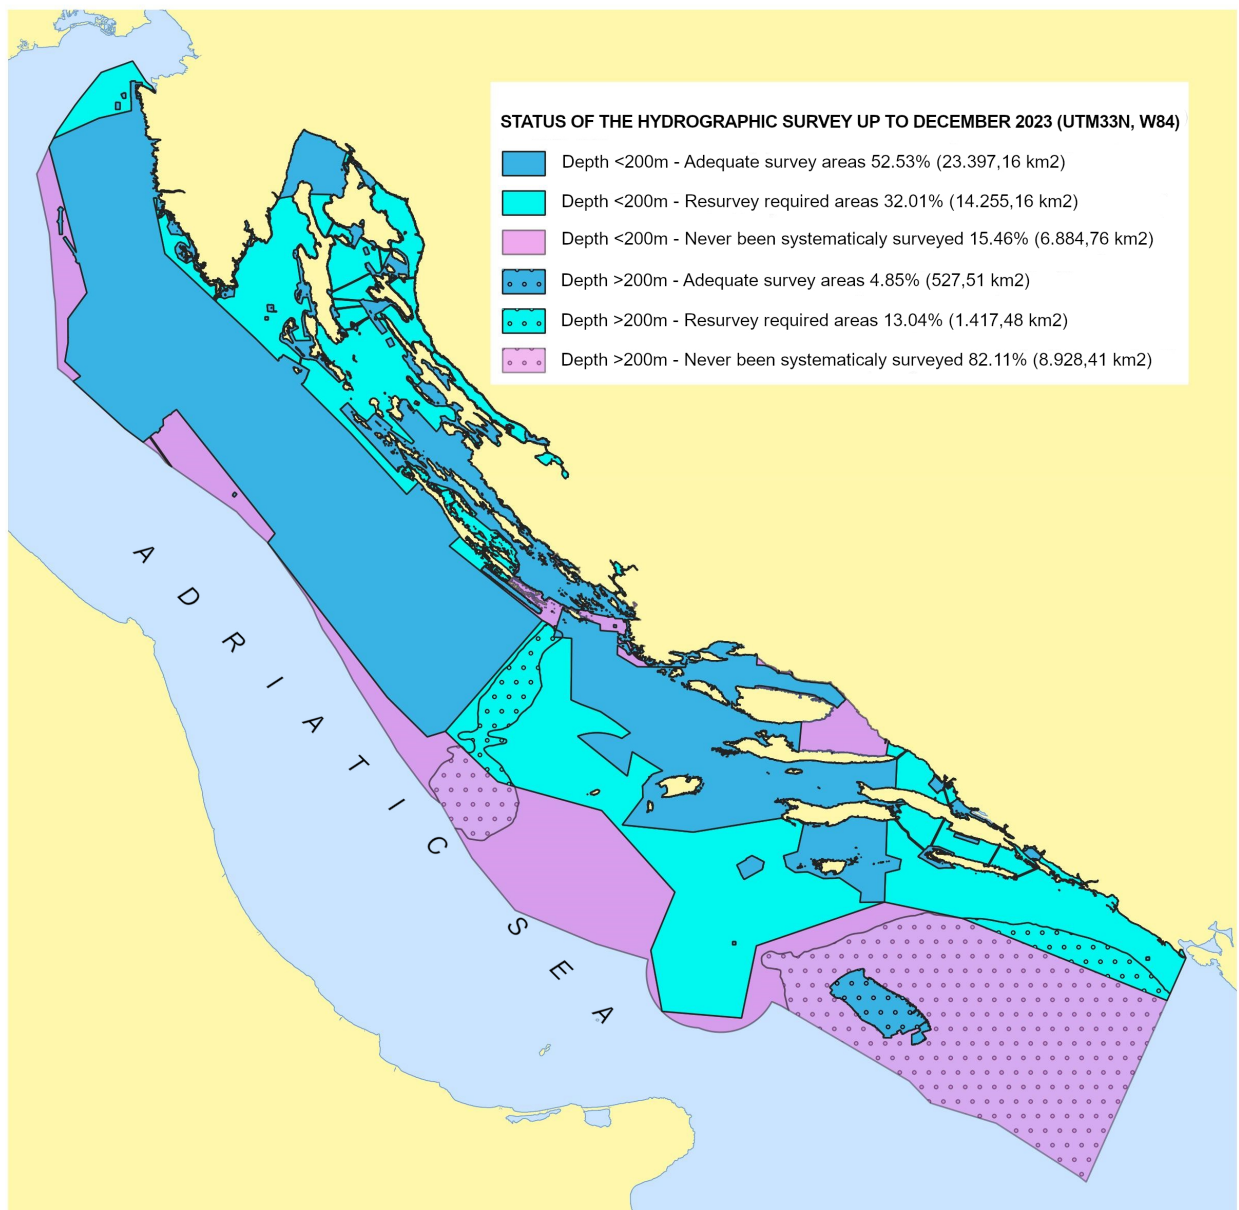 STATUS OF THE HYDROGRAPHIC SURVEY UP TO DECEMBER 2023 (UTM33N, W84)
Depth <200m - Adequate survey areas 52.53% (23.397,16 km2)
Depth <200m - Resurvey required areas 32.01% (14.255,16 km2)
Depth <200m - Never been systematicaly surveyed 15.46% (6.884,76 km2)
Depth >200m - Adequate survey areas 4.85% (527,51 km2)
Depth >200m - Resurvey required areas 13.04% (1.417,48 km2)
Depth >200m - Never been systematicaly surveyed 82.11% (8.928,41 km2)
ADRIATIC SEA